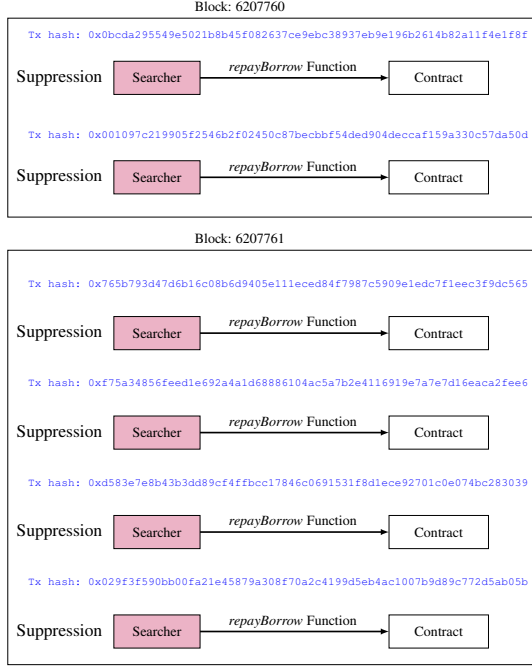 Block: 6207760
Tx hash: 0x0bcda295549e5021b8b45f082637ce9ebc38937eb9e196b2614b82a11f4e1f8f
Suppression Searcher repayBorrow Function Contract
Tx hash: 0x001097c219905f2546b2f02450c87becbbf54ded904deccaf159a330c57da50d
Suppression Searcher repayBorrow Function Contract
Block: 6207761
Tx hash: 0x765b793d47d6b16c08b6d9405e111eced84f7987c5909e1edc7f1eec3f9dc565
Suppression Searcher repayBorrow Function Contract
Tx hash: 0xf75a34856feed1e692a4a1d68886104ac5a7b2e4116919e7a7e7d16eaca2fee6
Suppression Searcher repayBorrow Function Contract
Tx hash: 0xd583e7e8b43b3dd89cf4ffbcc17846c0691531f8d1ece92701c0e074bc283039
Suppression Searcher repayBorrow Function Contract
Tx hash: 0x029f3f590bb00fa21e45879a308f70a2c4199d5eb4ac1007b9d89c772d5ab05b
Suppression Searcher repayBorrow Function Contract